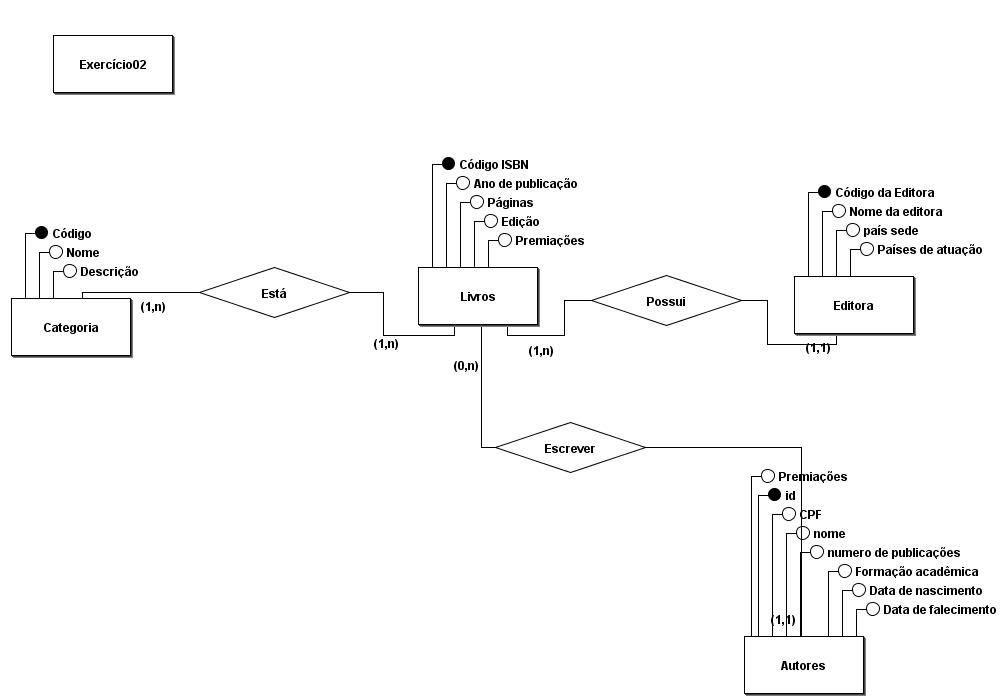 Exercício02
Código ISBN
Ano de publicação
Páginas
Edição
Premiações
Livros
Código da Editora
Nome da editora
país sede
Países de atuação
Editora
Código
Nome
Descrição
Categoria
(1,n)
Está
(1,n)
Possui
(1,n)
(1,1)
(0,n)
Escrever
Premiações
id
CPF
nome
numero de publicações
Formação acadêmica
Data de nascimento
Data de falecimento
(1,1)
Autores